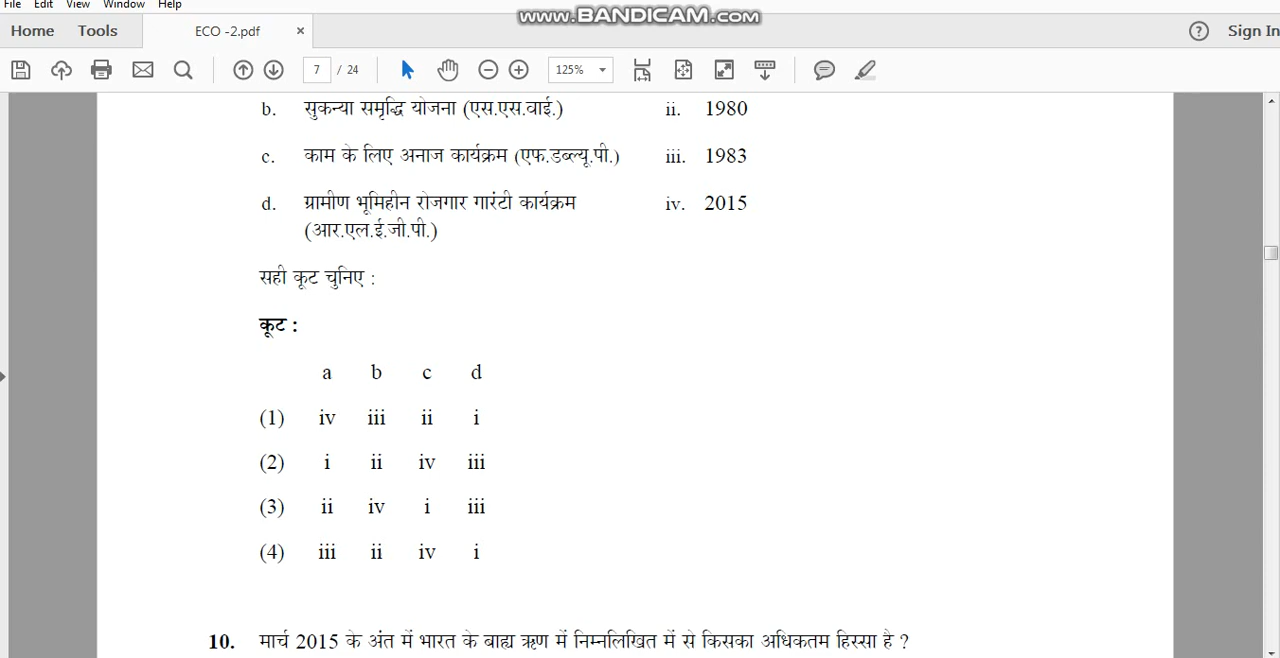 File Edit View Window Help
www.BANDICAM.com
Home Tools ECO -2.pdf × ? Sign In
7 / 24 125%
b. सुकन्या समृद्धि योजना (एस.एस.वाई.) ii. 1980
c. काम के लिए अनाज कार्यक्रम (एफ.डब्ल्यू.पी.) iii. 1983
d. ग्रामीण भूमिहीन रोजगार गारंटी कार्यक्रम iv. 2015
(आर.एल.ई.जी.पी.)
सही कूट चुनिए :
कूट :
a b c d
(1) iv iii ii i
(2) i ii iv iii
(3) ii iv i iii
(4) iii ii iv i
10. मार्च 2015 के अंत में भारत के बाह्य ऋण में निम्नलिखित में से किसका अधिकतम हिस्सा है ?